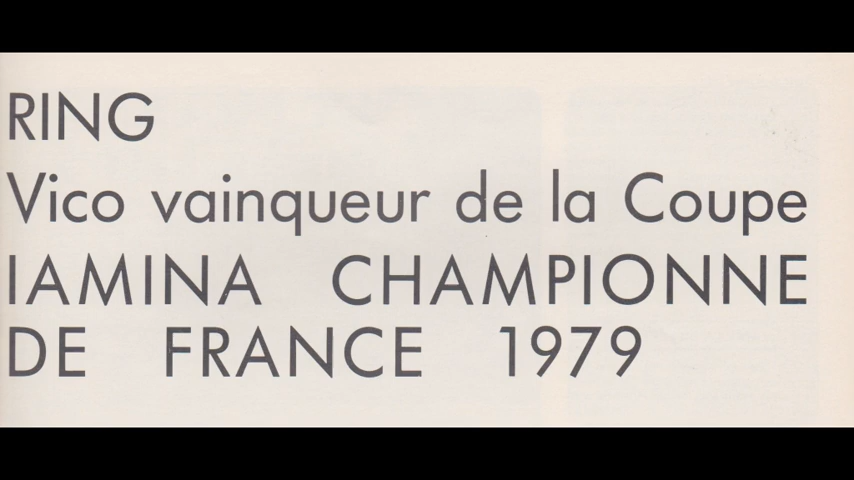 RING
Vico vainqueur de la Coupe
IAMINA CHAMPIONNE
DE FRANCE 1979